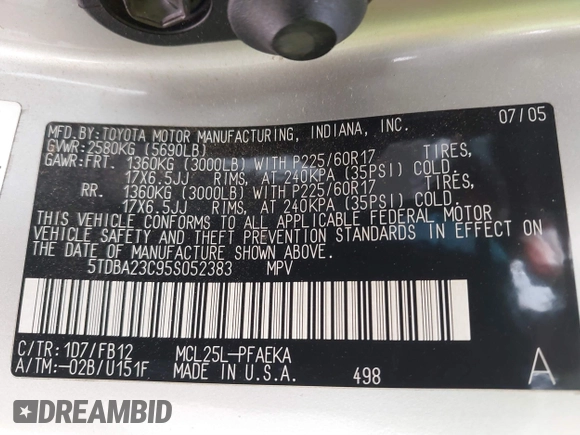 07/05
MFD.BY:TOYOTA MOTOR MANUFACTURING, INDIANA, INC.
GVWR:2580KG (5690LB)
GAWR:FRT. 1360KG (3000LB) WITH P225/60R17 TIRES,
17X6.5JJ RIMS, AT 240KPA (35PSI) COLD.
RR. 1360KG (3000LB) WITH P225/60R17 TIRES,
17X6.5JJ RIMS, AT 240KPA (35PSI) COLD.
THIS VEHICLE CONFORMS TO ALL APPLICABLE FEDERAL MOTOR
VEHICLE SAFETY AND THEFT PREVENTION STANDARDS IN EFFECT ON
THE DATE OF MANUFACTURE SHOWN ABOVE.
5TDBA23C95S052383 MPV
C/TR:1D7/FB12 MCL25L-PFAEKA
A/TM:-02B/U151F MADE IN U.S.A. 498 A
DREAMBID